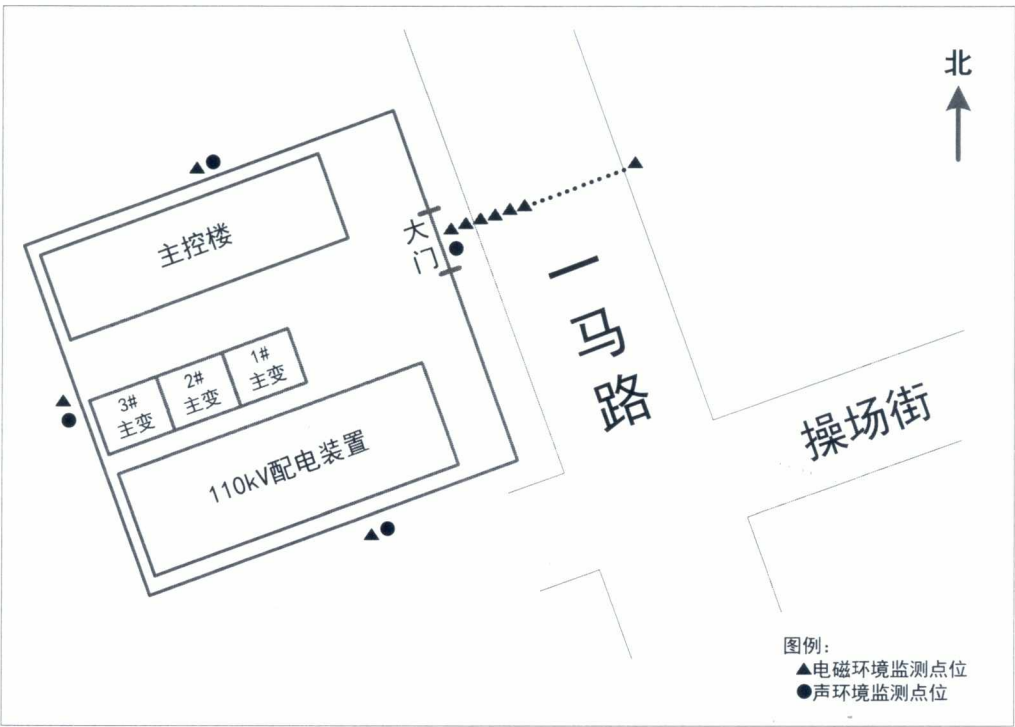 北
主控楼
大
门
一
马
路
1#
主变
2#
主变
3#
主变
操场街
110kV配电装置
图例:
电磁环境监测点位
声环境监测点位